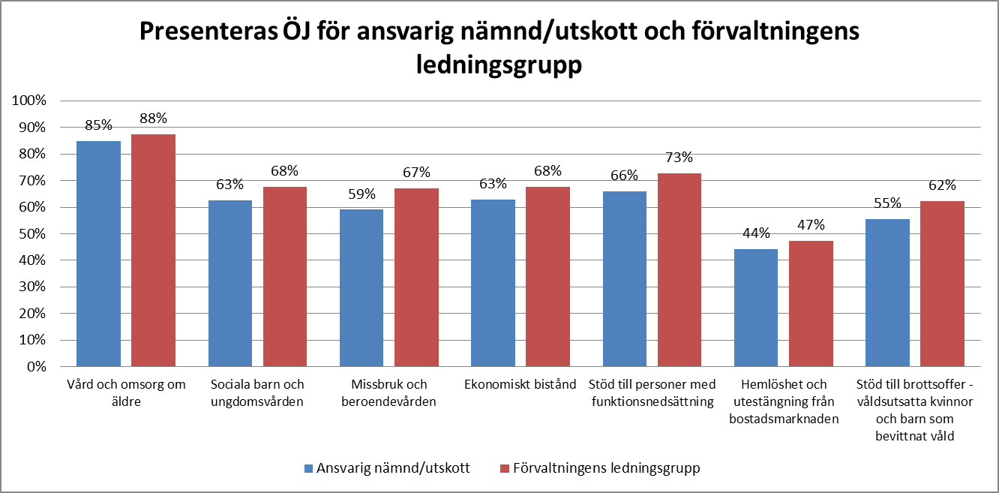 Presenteras ÖJ för ansvarig nämnd/utskott och förvaltningens
ledningsgrupp
100%
90%
80%
70%
60%
50%
40%
30%
20%
10%
0%
85%
88%
63%
68%
59%
67%
63%
68%
66%
73%
44%
47%
55%
62%
Vård och omsorg om
äldre
Sociala barn och
ungdomsvården
Missbruk och
beroendevården
Ekonomiskt bistånd
Stöd till personer med
funktionsnedsättning
Hemlöshet och
utestängning från
bostadsmarknaden
Stöd till brottsoffer -
våldsutsatta kvinnor
och barn som
bevittnat våld
Ansvarig nämnd/utskott
Förvaltningens ledningsgrupp